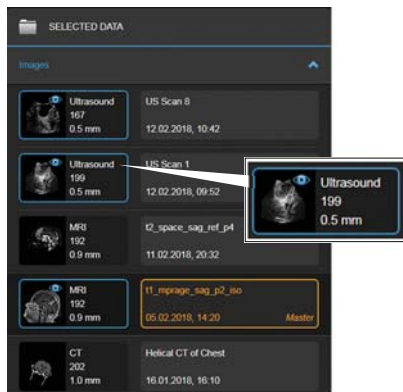 SELECTED DATA
Images
Ultrasound
167
0.5 mm
US Scan 8
12.02.2018, 10:42
Ultrasound
199
0.5 mm
US Scan 1
12.02.2018, 09:52
Ultrasound
199
0.5 mm
MRI
192
0.9 mm
t2_space_sag_ref_p4
11.02.2018, 20:32
MRI
192
0.9 mm
t1_mprage_sag_p2_iso
05.02.2018, 14:20 Master
CT
202
1.0 mm
Helical CT of Chest
16.01.2018, 16:10